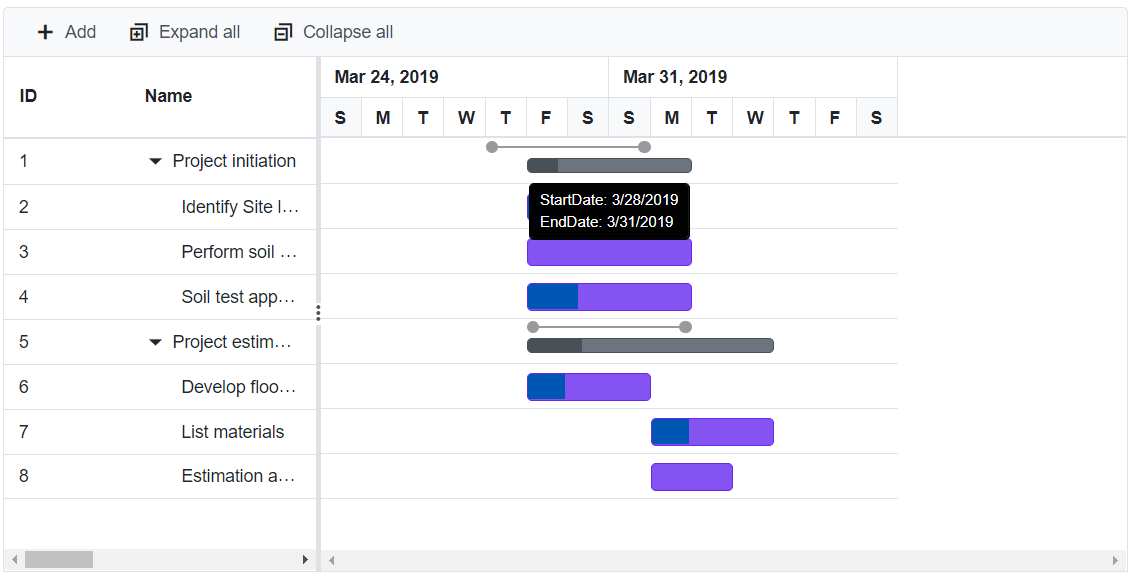 Add Expand all Collapse all
Mar 24, 2019 Mar 31, 2019
ID Name
S M T W T F S S M T W T F S
1 Project initiation
2 Identify Site l…
StartDate: 3/28/2019
EndDate: 3/31/2019
3 Perform soil …
4 Soil test app…
5 Project estim…
6 Develop floo…
7 List materials
8 Estimation a…